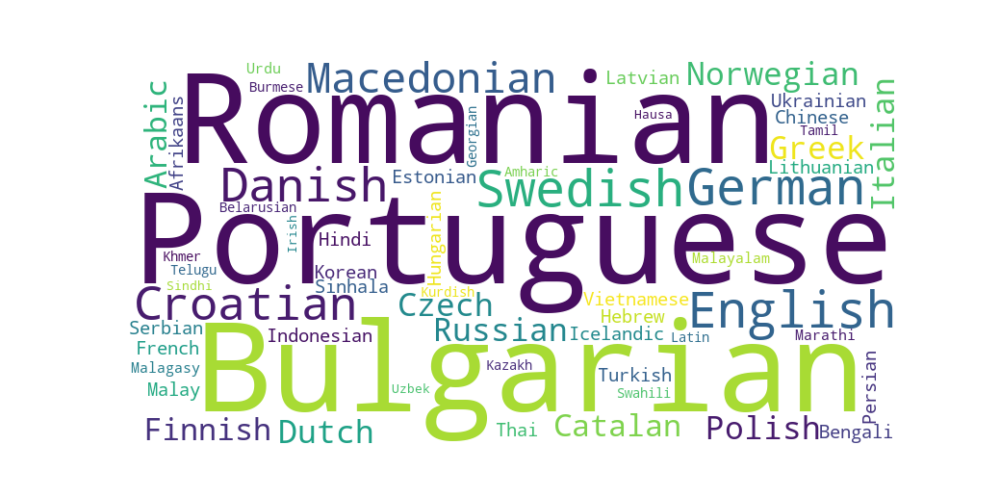 Urdu
Macedonian
Latvian
Norwegian
Arabic
Afrikaans
Burmese
Romanian
Georgian
Hausa
Ukrainian
Chinese
Tamil
Italian
Greek
Danish
Estonian
Amharic
Swedish
German
Lithuanian
Belarusian
Portuguese
Irish
Hindi
Hungarian
Khmer
Telugu
Sindhi
Korean
Sinhala
Kurdish
Malayalam
Croatian
Czech
Vietnamese
Hebrew
English
Serbian
French
Malagasy
Malay
Bulgarian
Indonesian
Russian
Icelandic
Latin
Marathi
Kazakh
Uzbek
Turkish
Swahili
Persian
Finnish
Dutch
Thai
Catalan
Polish
Bengali